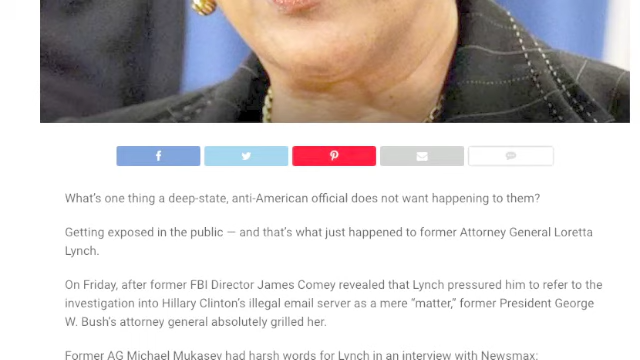 What's one thing a deep-state, anti-American official does not want happening to them?
Getting exposed in the public — and that's what just happened to former Attorney General Loretta
Lynch.
On Friday, after former FBI Director James Comey revealed that Lynch pressured him to refer to the
investigation into Hillary Clinton's illegal email server as a mere "matter," former President George
W. Bush's attorney general absolutely grilled her.
Former AG Michael Mukasey had harsh words for Lynch in an interview with Newsmax: